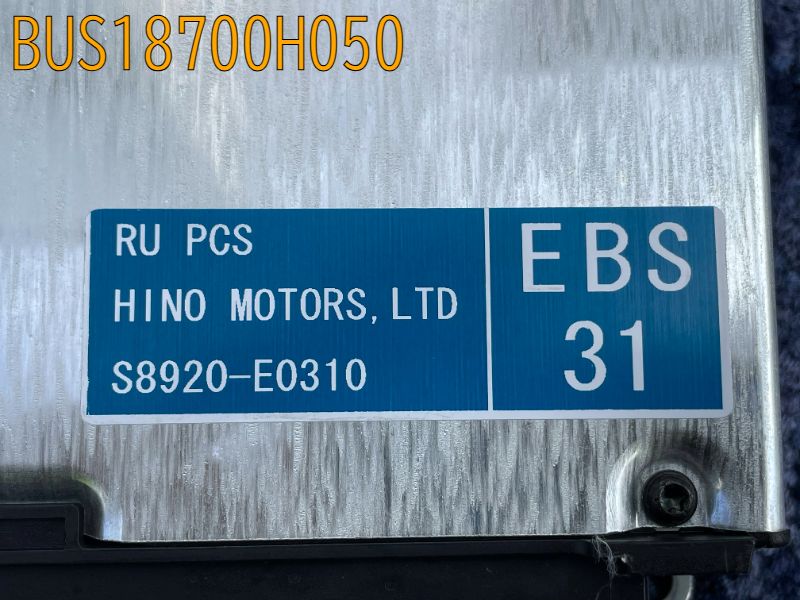 BUS18700H050
RU PCS
HINO MOTORS,LTD
S8920-E0310
EBS
31